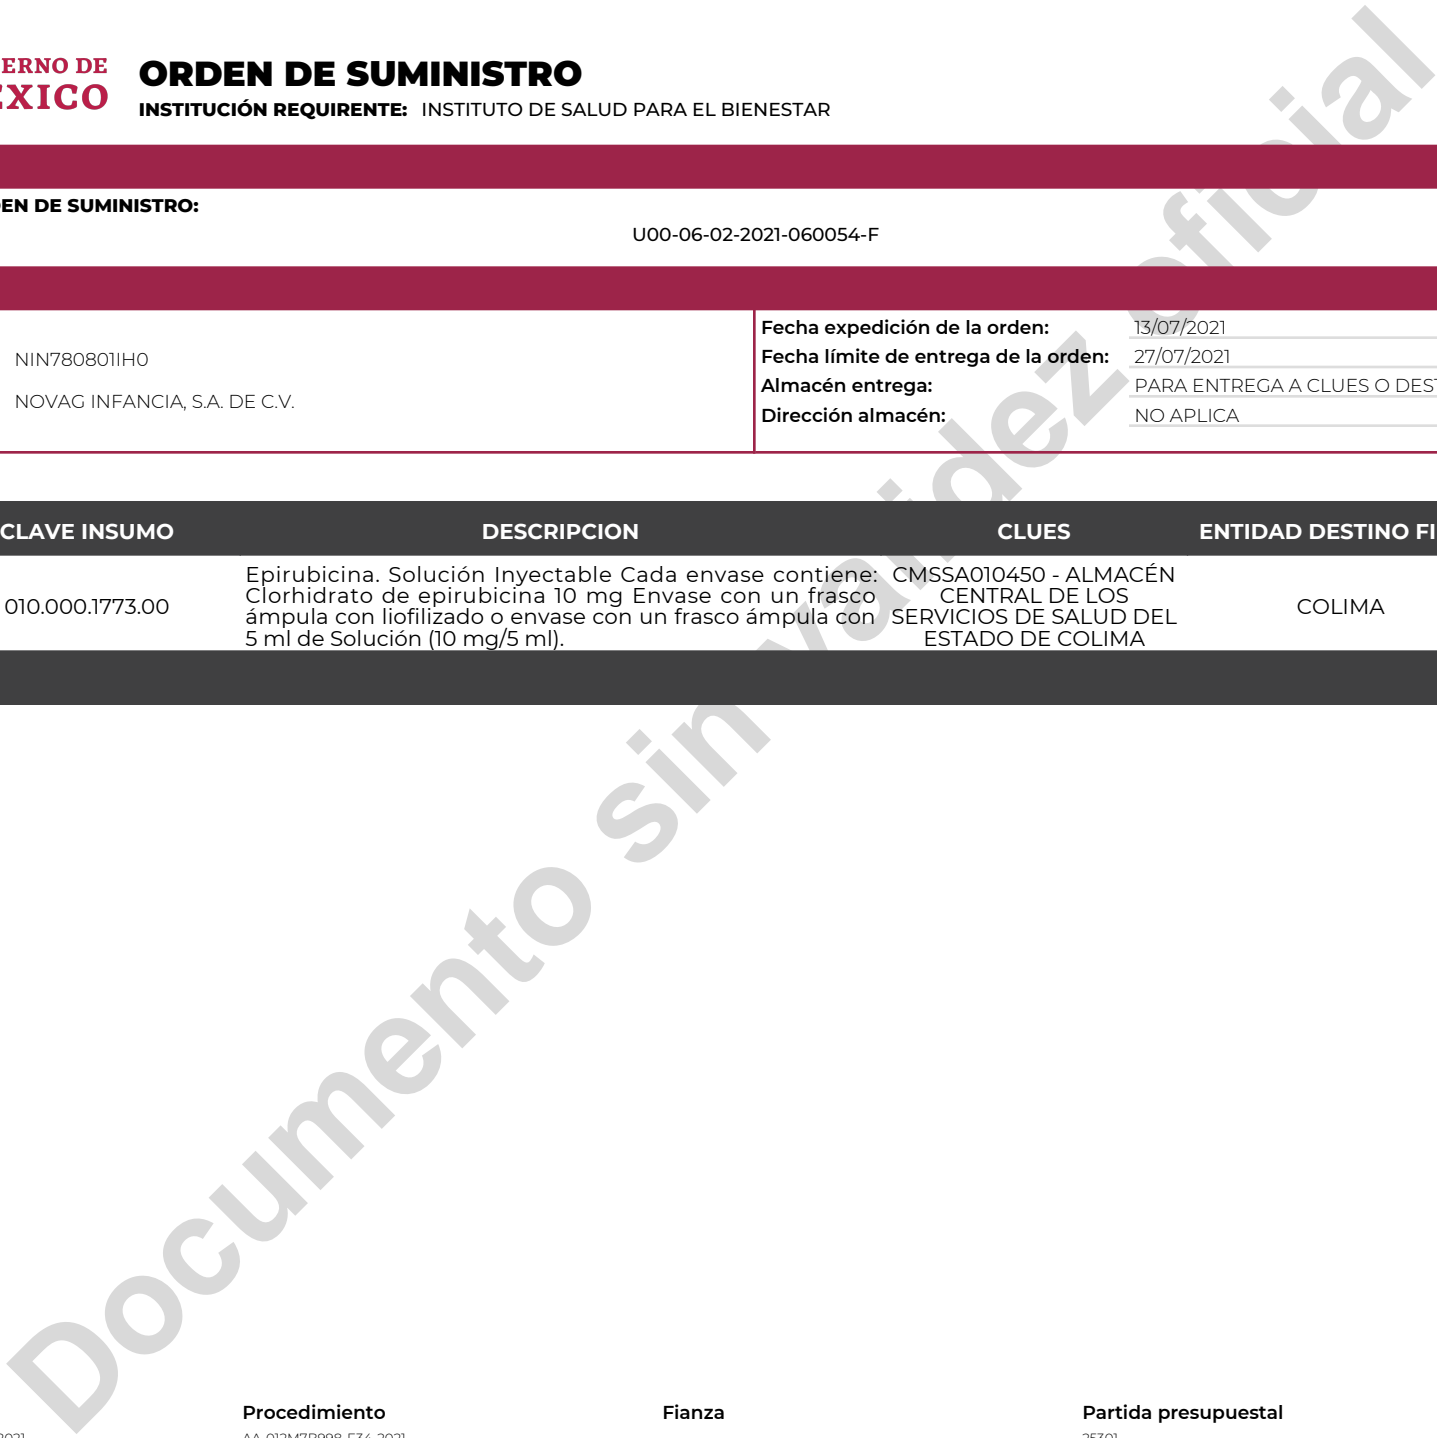 ERNO DE
EXICO
ORDEN DE SUMINISTRO
INSTITUCIÓN REQUIRENTE: INSTITUTO DE SALUD PARA EL BIENESTAR
EN DE SUMINISTRO:
U00-06-02-2021-060054-F
NIN780801IH0
NOVAG INFANCIA, S.A. DE C.V.
Fecha expedición de la orden: 13/07/2021
Fecha límite de entrega de la orden: 27/07/2021
Almacén entrega: PARA ENTREGA A CLUES O DEST
Dirección almacén: NO APLICA
CLAVE INSUMO DESCRIPCION CLUES ENTIDAD DESTINO FI
010.000.1773.00
Epirubicina. Solución Inyectable Cada envase contiene:
Clorhidrato de epirubicina 10 mg Envase con un frasco
ámpula con liofilizado o envase con un frasco ámpula con
5 ml de Solución (10 mg/5 ml).
CMSSA010450 - ALMACÉN
CENTRAL DE LOS
SERVICIOS DE SALUD DEL
ESTADO DE COLIMA
COLIMA
Documento sin validez oficial
Procedimiento Fianza Partida presupuestal